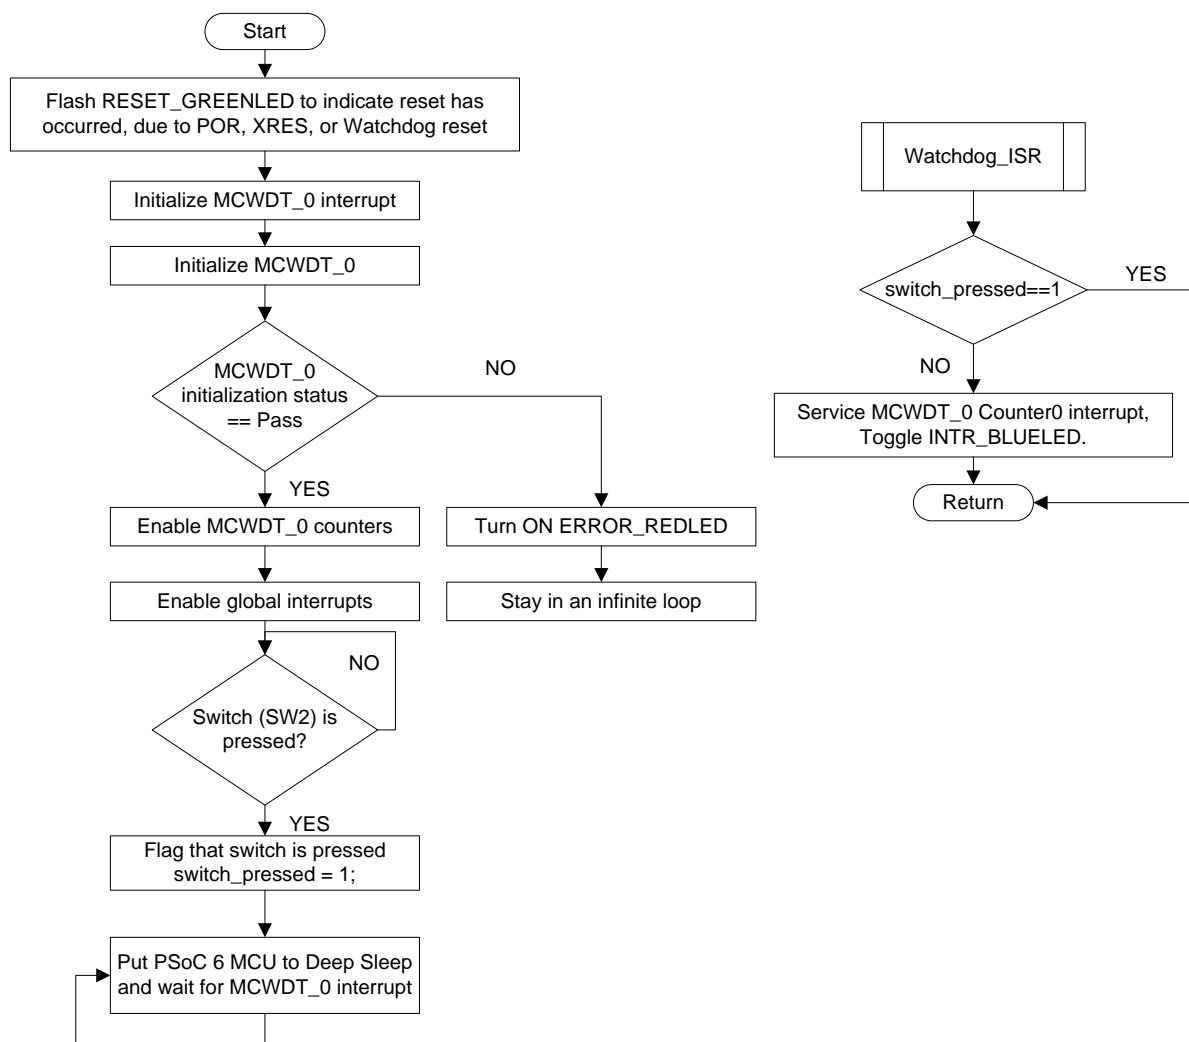 Start
Flash RESET_GREENLED to indicate reset has
occurred, due to POR, XRES, or Watchdog reset
Initialize MCWDT_0 interrupt
Initialize MCWDT_0
MCWDT_0
initialization status
== Pass
NO
YES
Enable MCWDT_0 counters
Turn ON ERROR_REDLED
Enable global interrupts
Stay in an infinite loop
NO
Switch (SW2) is
pressed?
YES
Flag that switch is pressed
switch_pressed = 1;
Put PSoC 6 MCU to Deep Sleep
and wait for MCWDT_0 interrupt
Watchdog_ISR
switch_pressed==1
YES
NO
Service MCWDT_0 Counter0 interrupt,
Toggle INTR_BLUELED.
Return